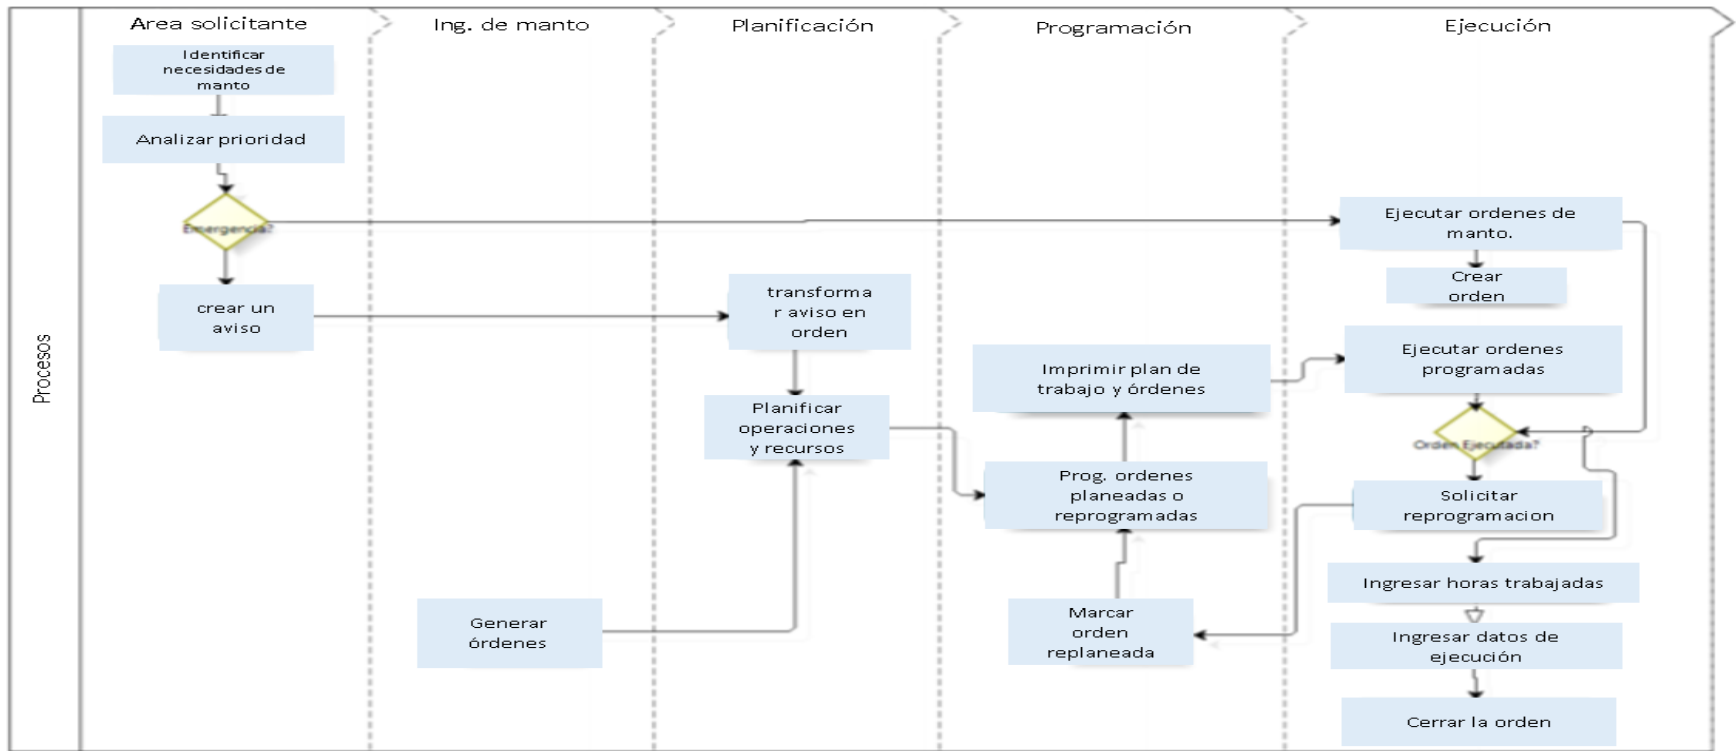 Area solicitante
Ing. de manto
Planificación
Programación
Ejecución
Procesos
Identificar
necesidades de
manto
Analizar prioridad
Emergencia?
crear un
aviso
Generar
órdenes
transforma
r aviso en
orden
Planificar
operaciones
y recursos
Imprimir plan de
trabajo y órdenes
Prog. ordenes
planeadas o
reprogramadas
Marcar
orden
replaneada
Ejecutar ordenes de
manto.
Crear
orden
Ejecutar ordenes
programadas
Orden Ejecutada?
Solicitar
reprogramacion
Ingresar horas trabajadas
Ingresar datos de
ejecución
Cerrar la orden